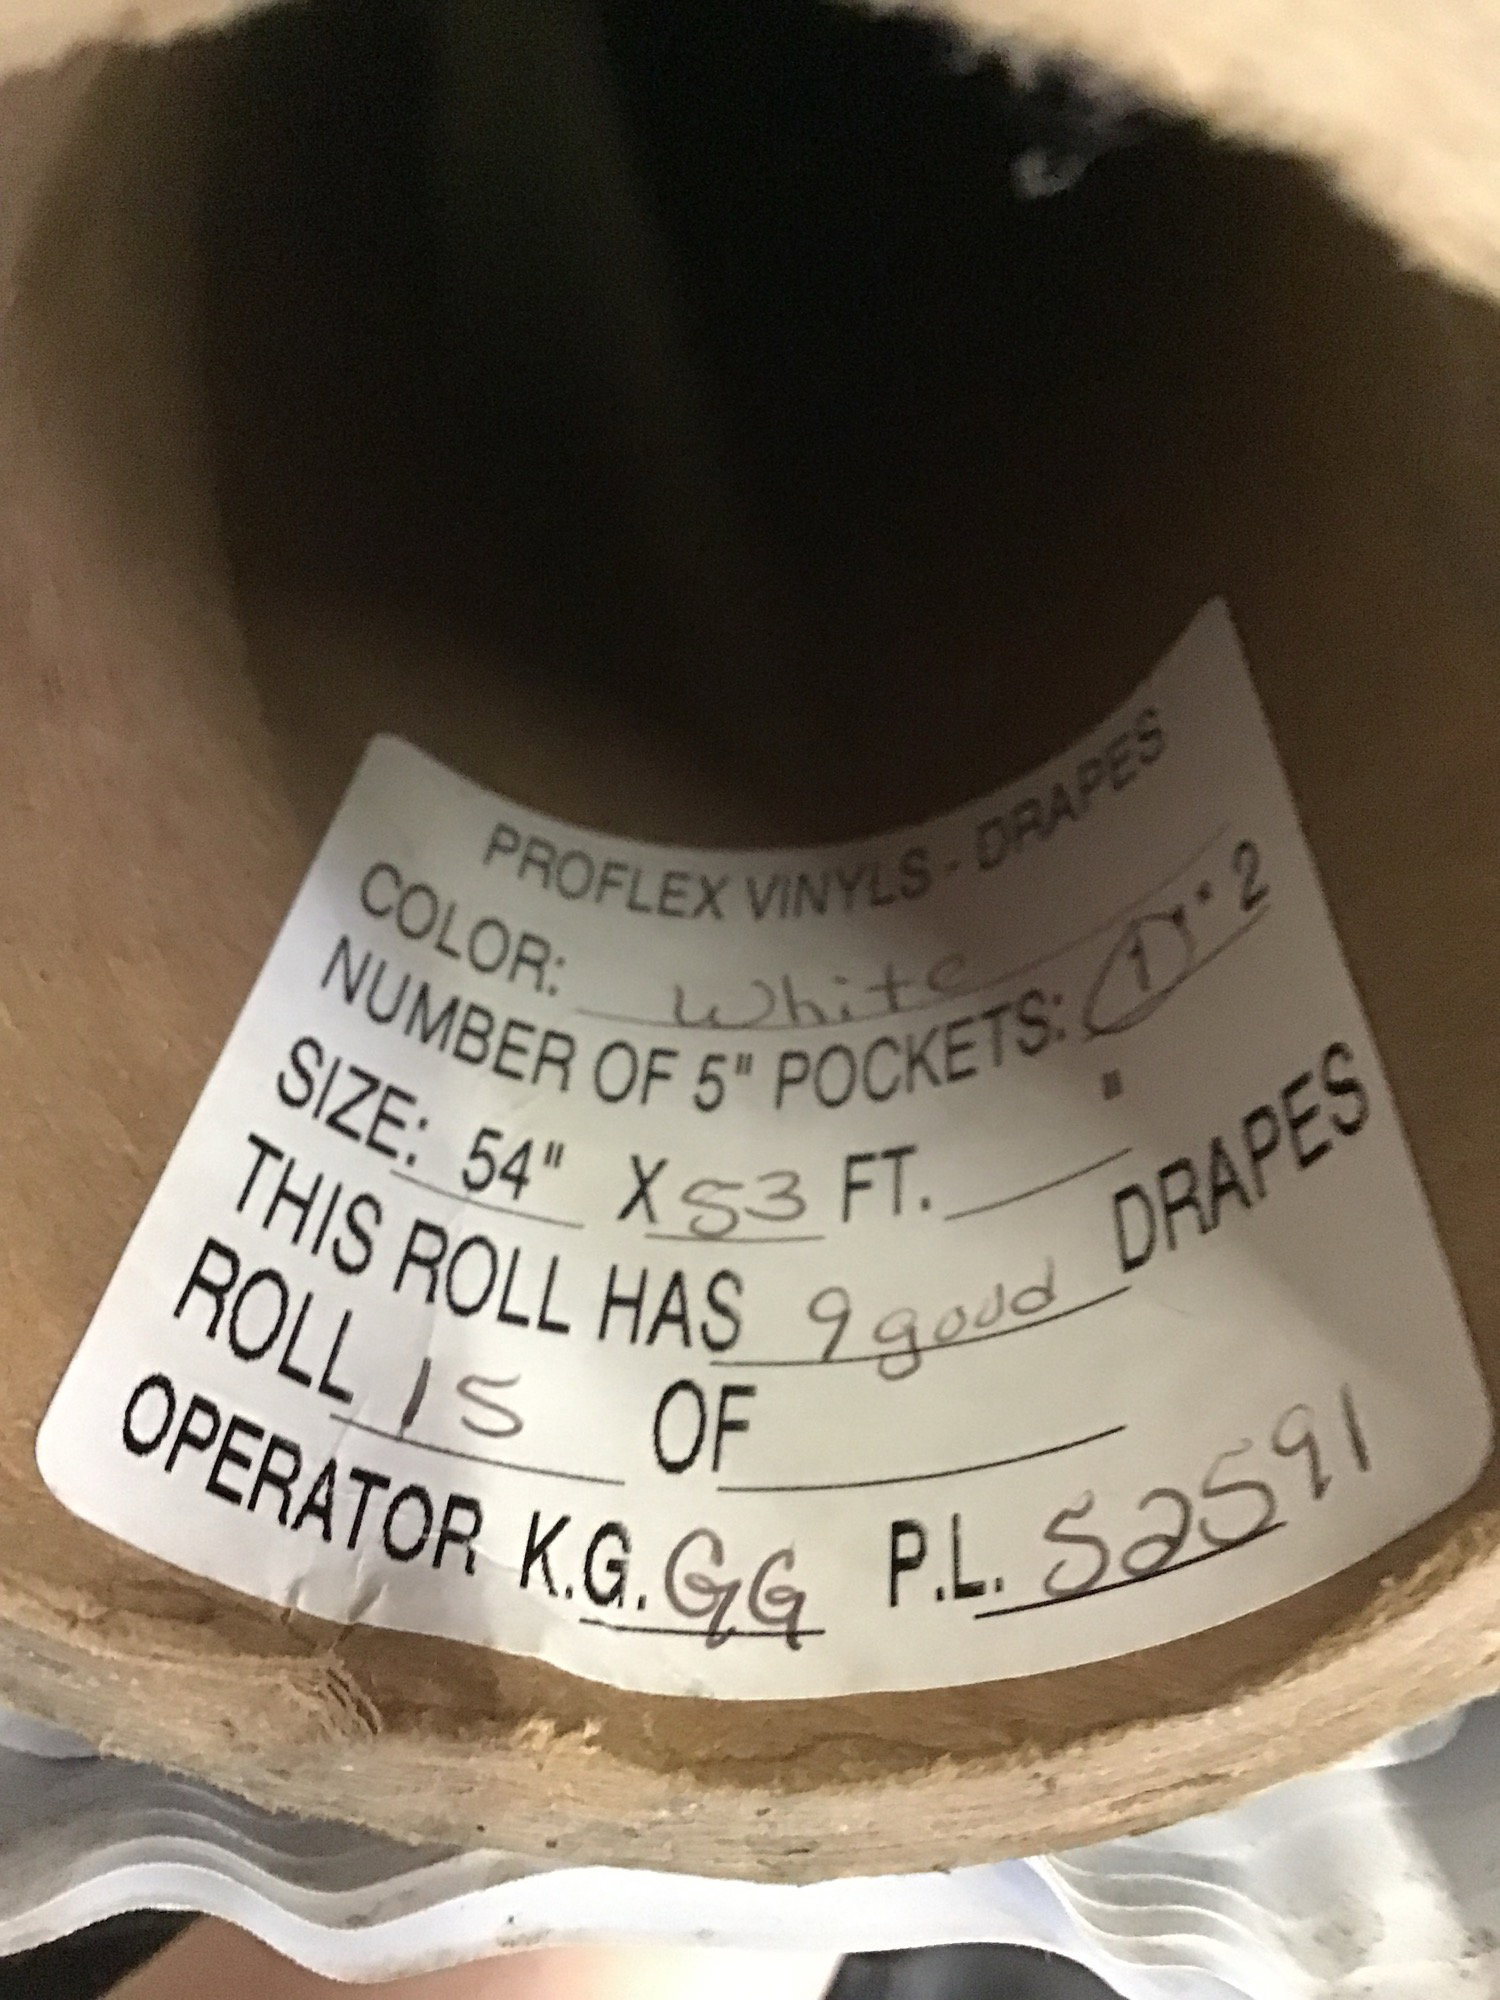 PROFLEX VINYLS - DRAPES
COLOR: White
NUMBER OF 5" POCKETS: 1 2
SIZE: 54" X 53 FT. "
THIS ROLL HAS 9 good DRAPES
ROLL 15 OF
OPERATOR K.G. GG P.L. 52591